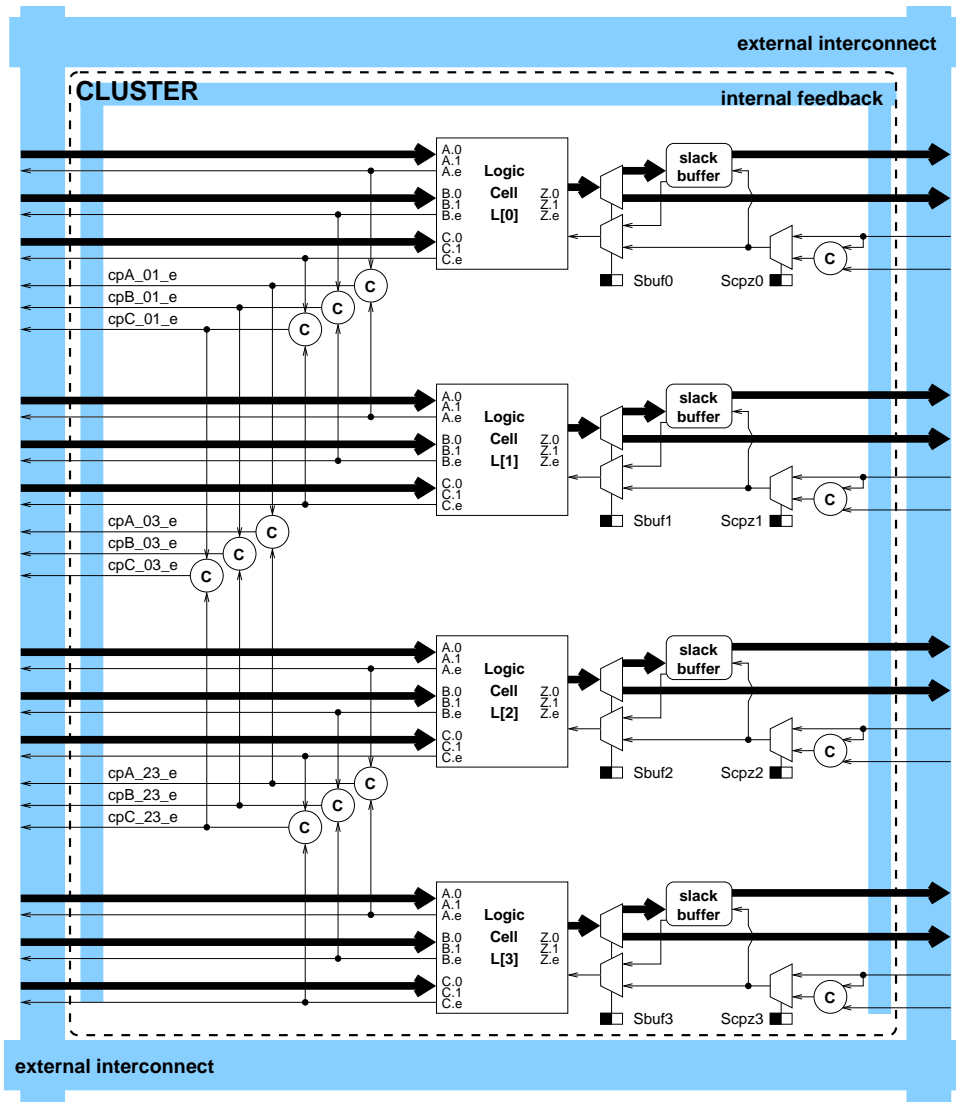 external interconnect
CLUSTER
internal feedback
A.0
A.1
A.e
B.0
B.1
B.e
C.0
C.1
C.e
Logic
Cell
L[0]
Z.0
Z.1
Z.e
slack
buffer
C
Sbuf0
Scpz0
cpA_01_e
cpB_01_e
cpC_01_e
C
C
C
A.0
A.1
A.e
B.0
B.1
B.e
C.0
C.1
C.e
Logic
Cell
L[1]
Z.0
Z.1
Z.e
slack
buffer
C
Sbuf1
Scpz1
cpA_03_e
cpB_03_e
cpC_03_e
C
C
C
A.0
A.1
A.e
B.0
B.1
B.e
C.0
C.1
C.e
Logic
Cell
L[2]
Z.0
Z.1
Z.e
slack
buffer
C
Sbuf2
Scpz2
cpA_23_e
cpB_23_e
cpC_23_e
C
C
C
A.0
A.1
A.e
B.0
B.1
B.e
C.0
C.1
C.e
Logic
Cell
L[3]
Z.0
Z.1
Z.e
slack
buffer
C
Sbuf3
Scpz3
external interconnect